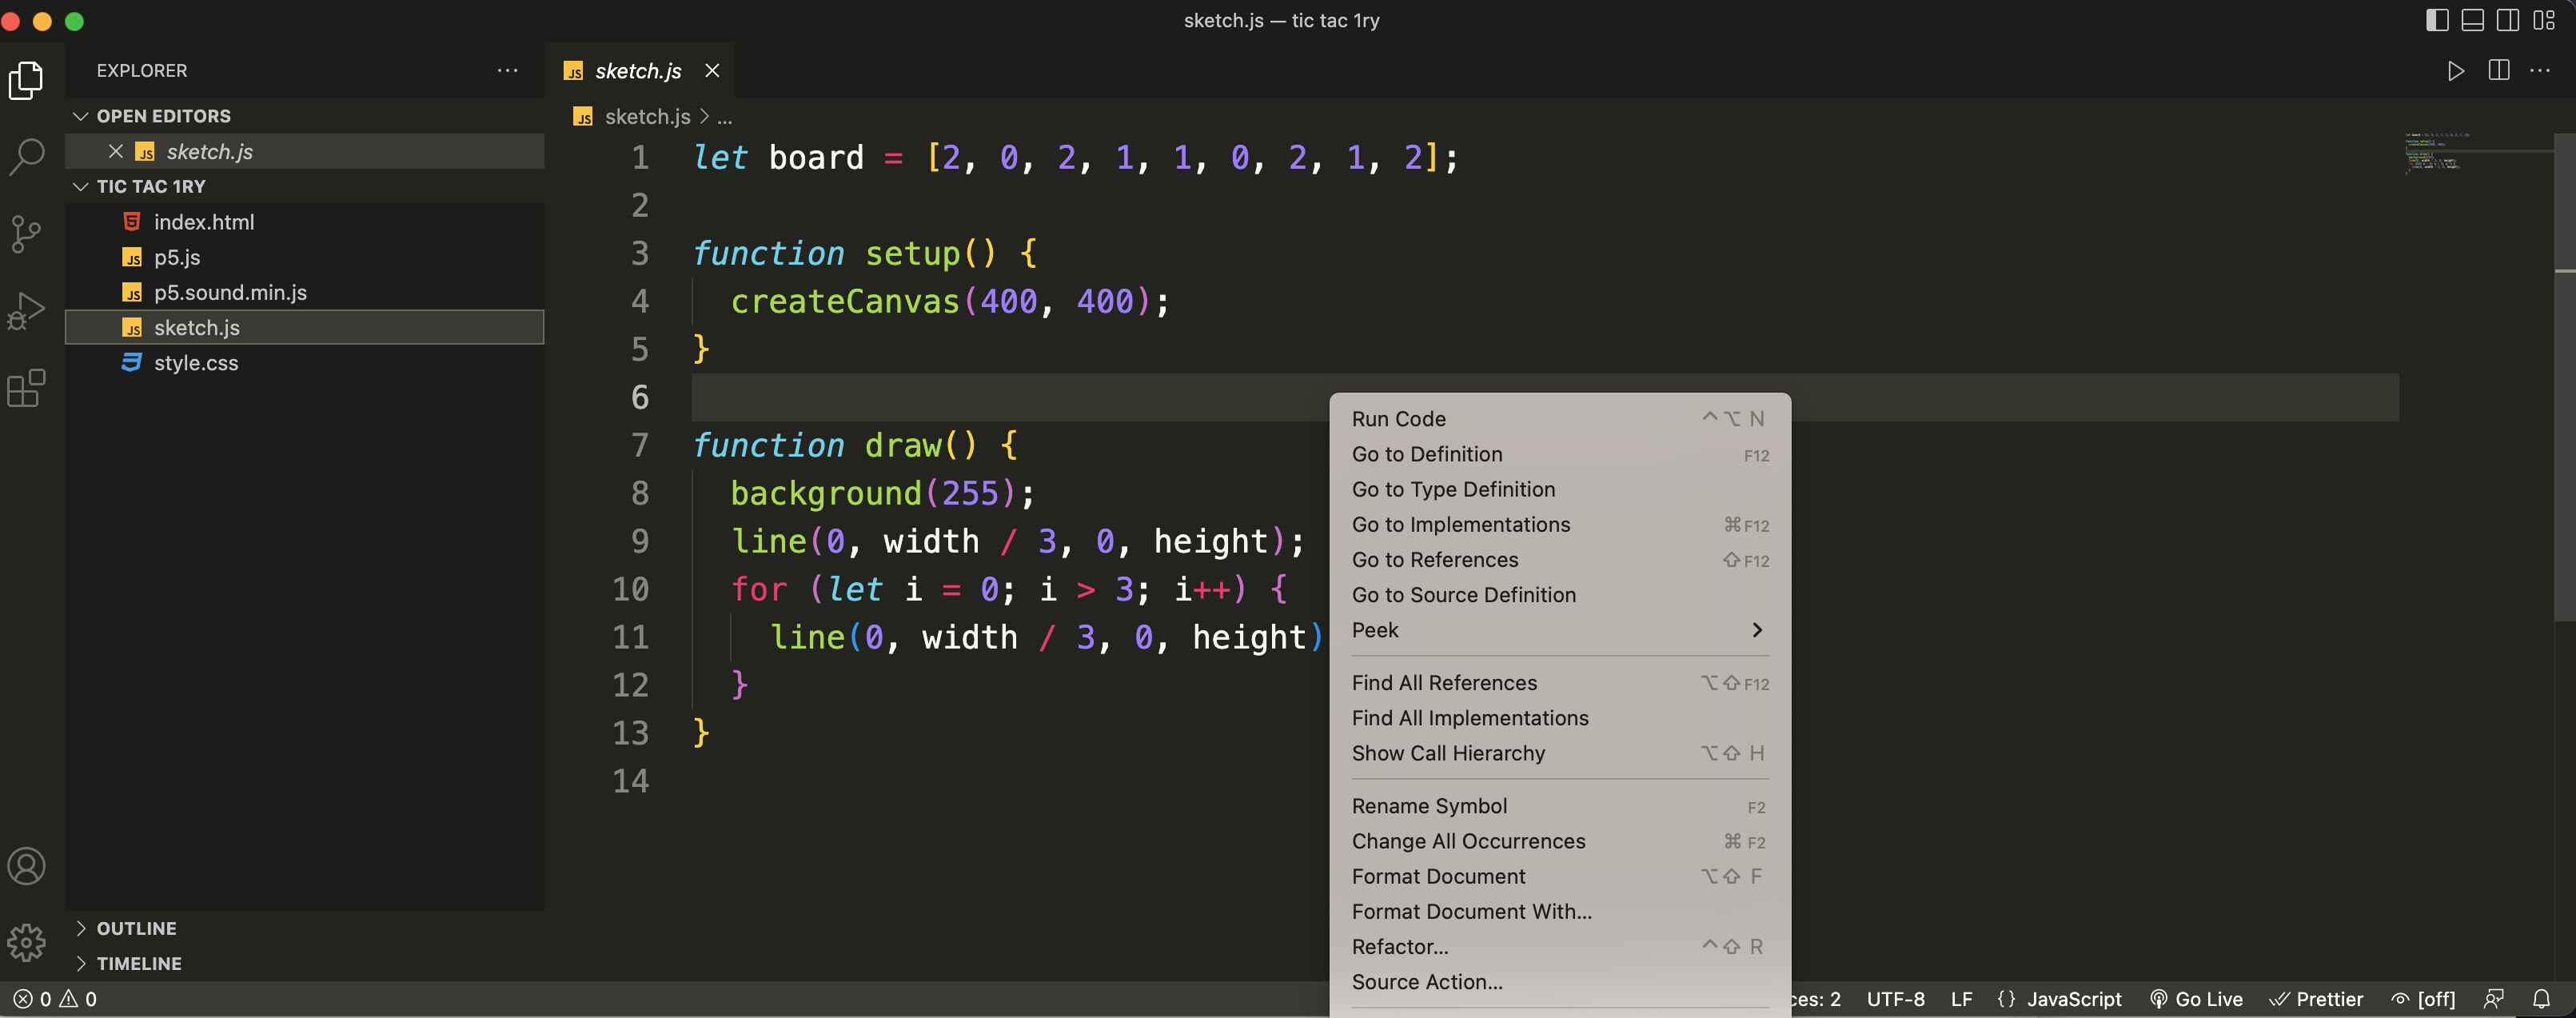 sketch.js — tic tac 1ry
EXPLORER
OPEN EDITORS
JS sketch.js
TIC TAC 1RY
index.html
JS p5.js
JS p5.sound.min.js
JS sketch.js
style.css
OUTLINE
TIMELINE
JS sketch.js
JS sketch.js > ...
1 let board = [2, 0, 2, 1, 1, 0, 2, 1, 2];
2
3 function setup() {
4 createCanvas(400, 400);
5 }
6
7 function draw() {
8 background(255);
9 line(0, width / 3, 0, height);
10 for (let i = 0; i > 3; i++) {
11 line(0, width / 3, 0, height)
12 }
13 }
14
Run Code ^⌥ N
Go to Definition F12
Go to Type Definition
Go to Implementations ⌘F12
Go to References ⇧F12
Go to Source Definition
Peek
Find All References ⌥⇧F12
Find All Implementations
Show Call Hierarchy ⌥⇧ H
Rename Symbol F2
Change All Occurrences ⌘ F2
Format Document ⌥⇧ F
Format Document With...
Refactor... ^⇧ R
Source Action...
0 0 ces: 2 UTF-8 LF {} JavaScript Go Live Prettier [off]